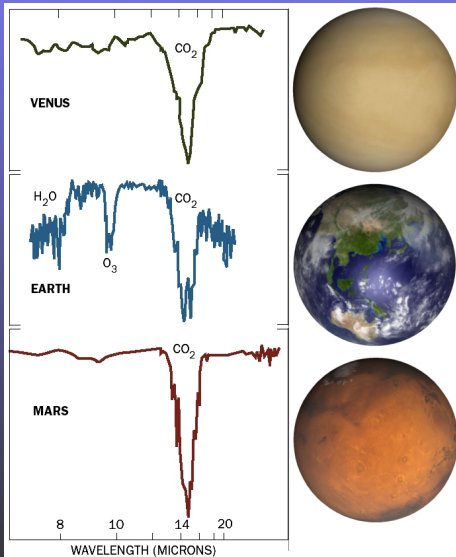 CO₂
VENUS
H₂O
CO₂
O₃
EARTH
CO₂
MARS
8 10 14 20
WAVELENGTH (MICRONS)